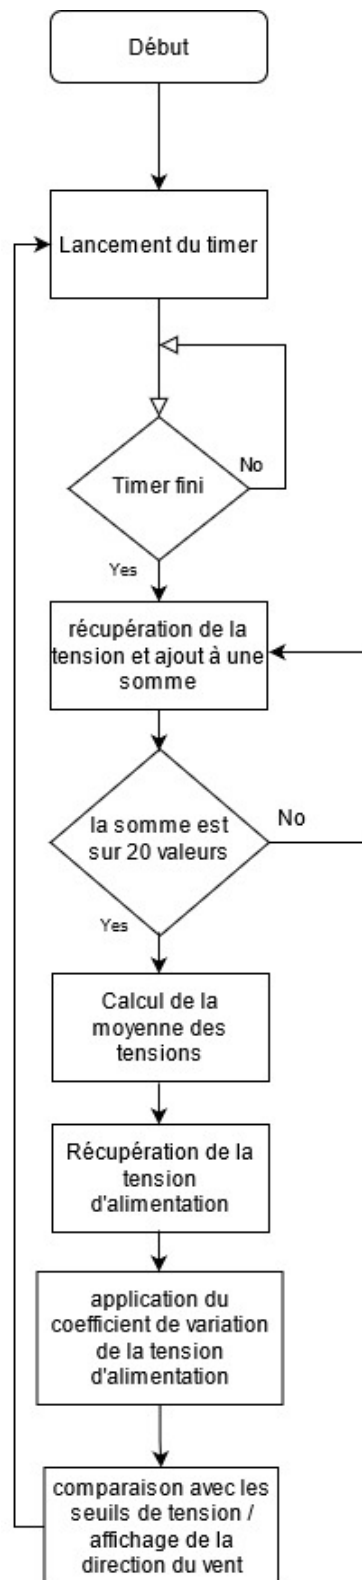 Début
Lancement du timer
Timer fini
No
Yes
récupération de la
tension et ajout à une
somme
la somme est
sur 20 valeurs
No
Yes
Calcul de la
moyenne des
tensions
Récupération de la
tension
d'alimentation
application du
coefficient de variation
de la tension
d'alimentation
comparaison avec les
seuils de tension /
affichage de la
direction du vent